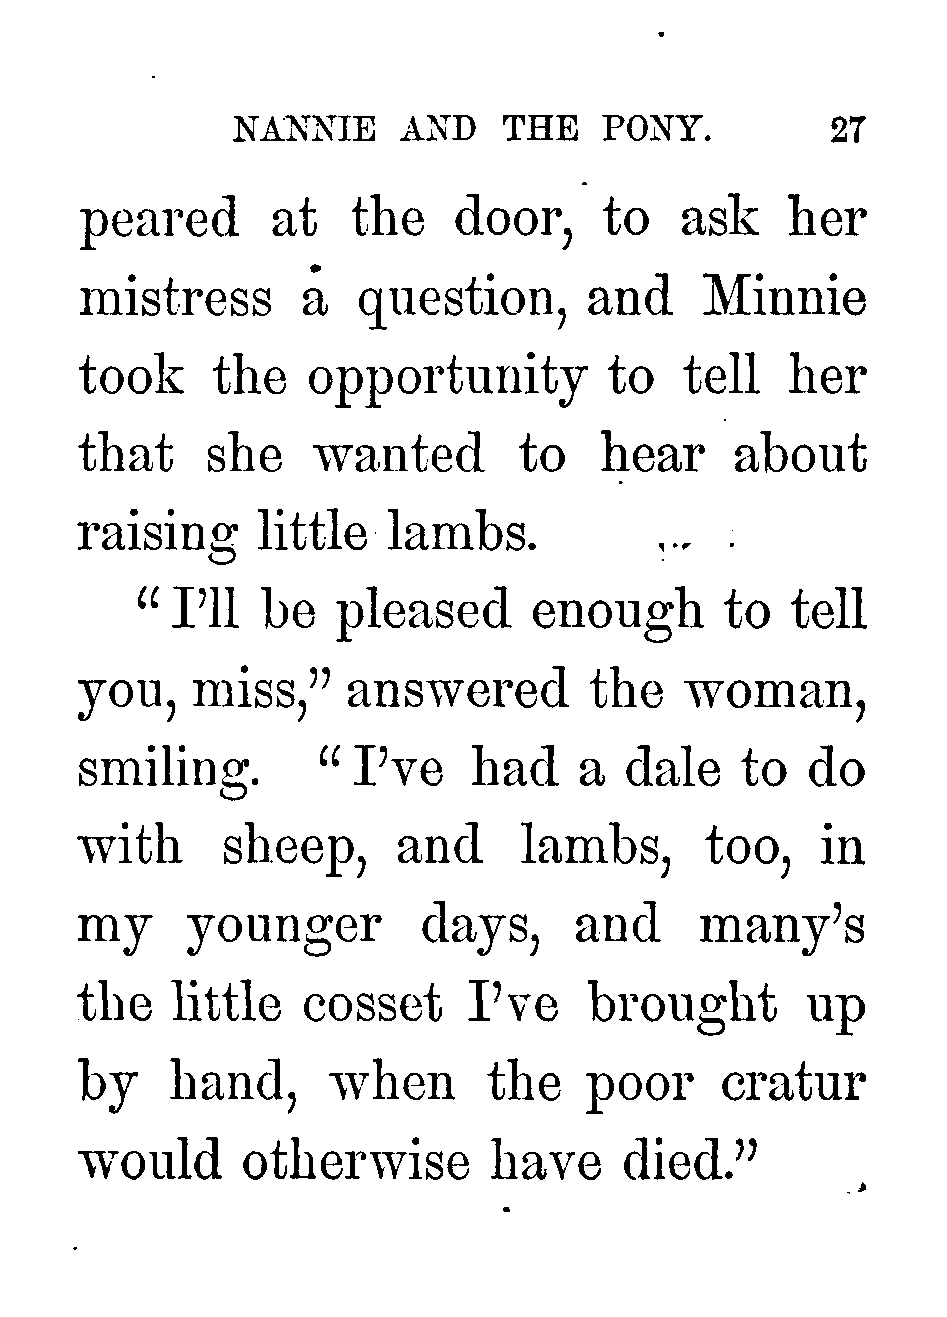 NANNIE AND THE PONY. 27
peared at the door, to ask her
mistress a question, and Minnie
took the opportunity to tell her
that she wanted to hear about
raising little lambs.
“I’ll be pleased enough to tell
you, miss,” answered the woman,
smiling. “I’ve had a dale to do
with sheep, and lambs, too, in
my younger days, and many’s
the little cosset I’ve brought up
by hand, when the poor cratur
would otherwise have died.”